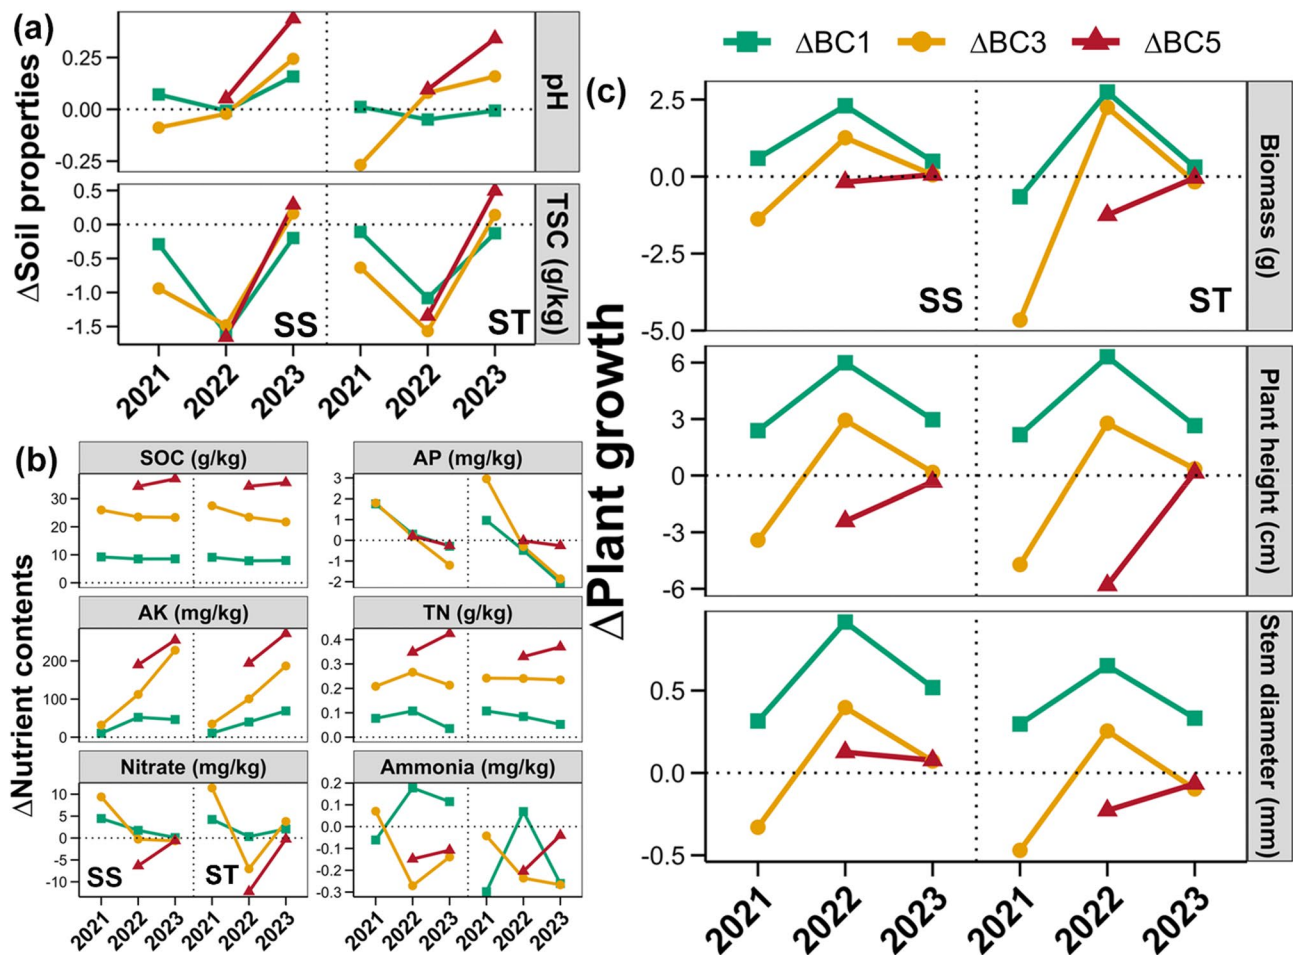 (a)
ΔSoil properties
0.25
0.00
-0.25
pH
0.5
0.0
-0.5
-1.0
-1.5
SS
ST
TSC (g/kg)
2021
2022
2023
2021
2022
2023
(b)
ΔNutrient contents
SOC (g/kg)
30
20
10
0
AP (mg/kg)
3
2
1
0
-1
-2
AK (mg/kg)
200
100
0
TN (g/kg)
0.4
0.3
0.2
0.1
0.0
Nitrate (mg/kg)
10
5
0
-5
-10
SS
ST
Ammonia (mg/kg)
0.2
0.1
0.0
-0.1
-0.2
-0.3
2021
2022
2023
2021
2022
2023
2021
2022
2023
2021
2022
2023
ΔBC1
ΔBC3
ΔBC5
(c)
ΔPlant growth
2.5
0.0
-2.5
-5.0
SS
ST
Biomass (g)
6
3
0
-3
-6
Plant height (cm)
0.5
0.0
-0.5
Stem diameter (mm)
2021
2022
2023
2021
2022
2023